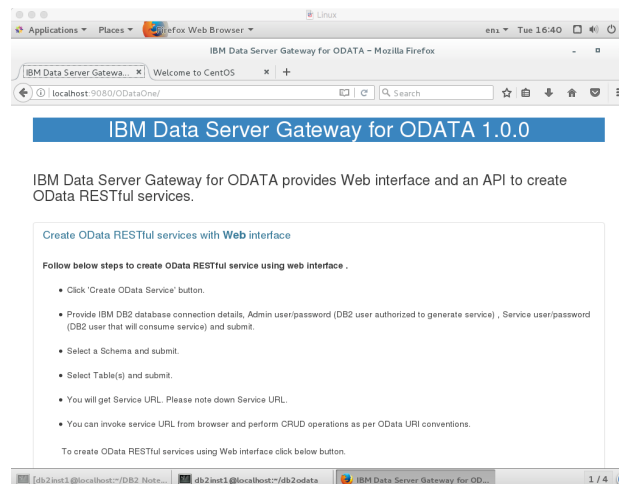 Linux
Applications Places Firefox Web Browser en1 Tue 16:40
IBM Data Server Gateway for ODATA - Mozilla Firefox
IBM Data Server Gatewa... Welcome to CentOS
localhost:9080/ODataOne/ Search
IBM Data Server Gateway for ODATA 1.0.0
IBM Data Server Gateway for ODATA provides Web interface and an API to create
OData RESTful services.
Create OData RESTful services with Web interface
Follow below steps to create OData RESTful service using web interface .
Click 'Create OData Service' button.
Provide IBM DB2 database connection details, Admin user/password (DB2 user authorized to generate service) , Service user/password
(DB2 user that will consume service) and submit.
Select a Schema and submit.
Select Table(s) and submit.
You will get Service URL. Please note down Service URL.
You can invoke service URL from browser and perform CRUD operations as per OData URI conventions.
To create OData RESTful services using Web interface click below button.
[db2inst1@localhost:~/DB2 Note... db2inst1@localhost:~/db2odata IBM Data Server Gateway for OD... 1 / 4